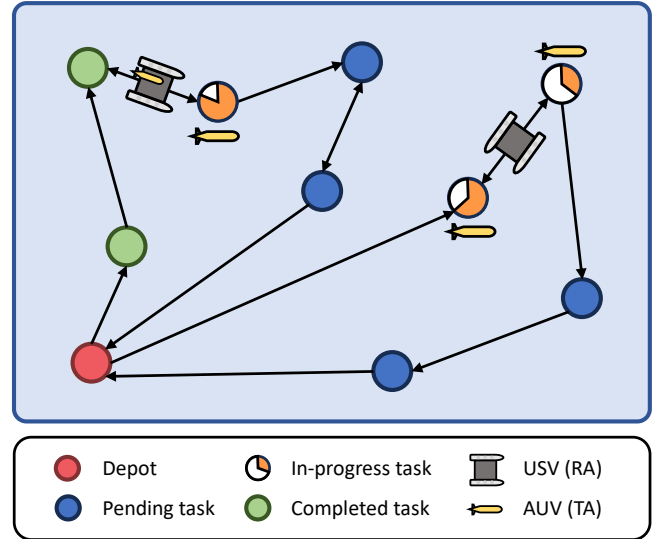 Depot
In-progress task
USV (RA)
Pending task
Completed task
AUV (TA)